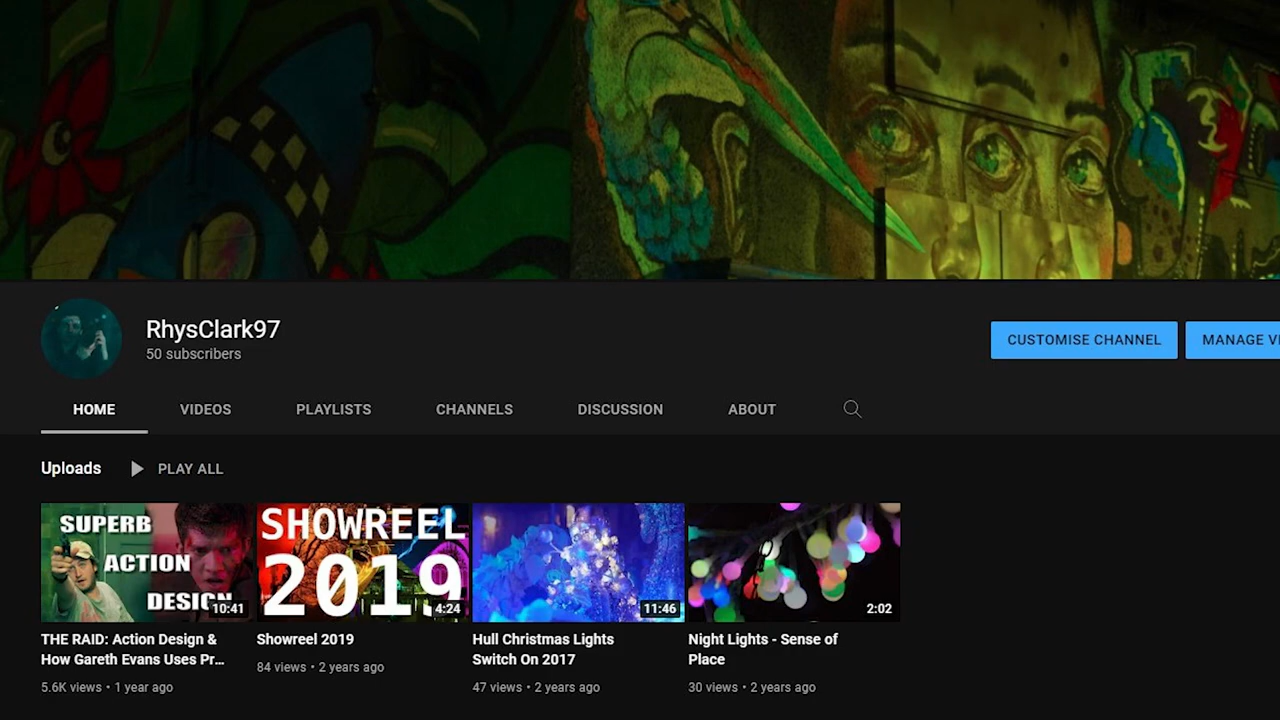 RhysClark97
50 subscribers
CUSTOMISE CHANNEL
MANAGE
HOME
VIDEOS
PLAYLISTS
CHANNELS
DISCUSSION
ABOUT
Uploads
PLAY ALL
SUPERB
ACTION
DESIGN
10:41
THE RAID: Action Design &
How Gareth Evans Uses Pr...
5.6K views • 1 year ago
SHOWREEL
2019
4:24
Showreel 2019
84 views • 2 years ago
11:46
Hull Christmas Lights
Switch On 2017
47 views • 2 years ago
2:02
Night Lights - Sense of
Place
30 views • 2 years ago